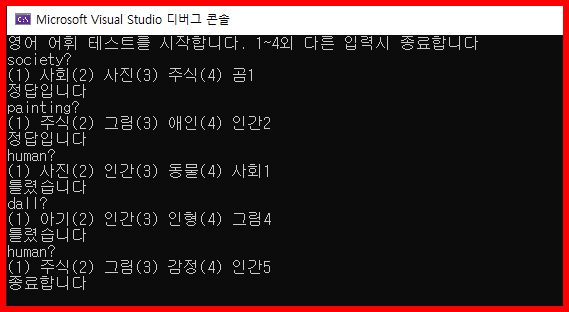 Microsoft Visual Studio 디버그 콘솔
영어 어휘 테스트를 시작합니다. 1~4외 다른 입력시 종료합니다
society?
(1) 사회(2) 사진(3) 주식(4) 곰1
정답입니다
painting?
(1) 주식(2) 그림(3) 애인(4) 인간2
정답입니다
human?
(1) 사진(2) 인간(3) 동물(4) 사회1
틀렸습니다
dall?
(1) 아기(2) 인간(3) 인형(4) 그림4
틀렸습니다
human?
(1) 주식(2) 그림(3) 감정(4) 인간5
종료합니다